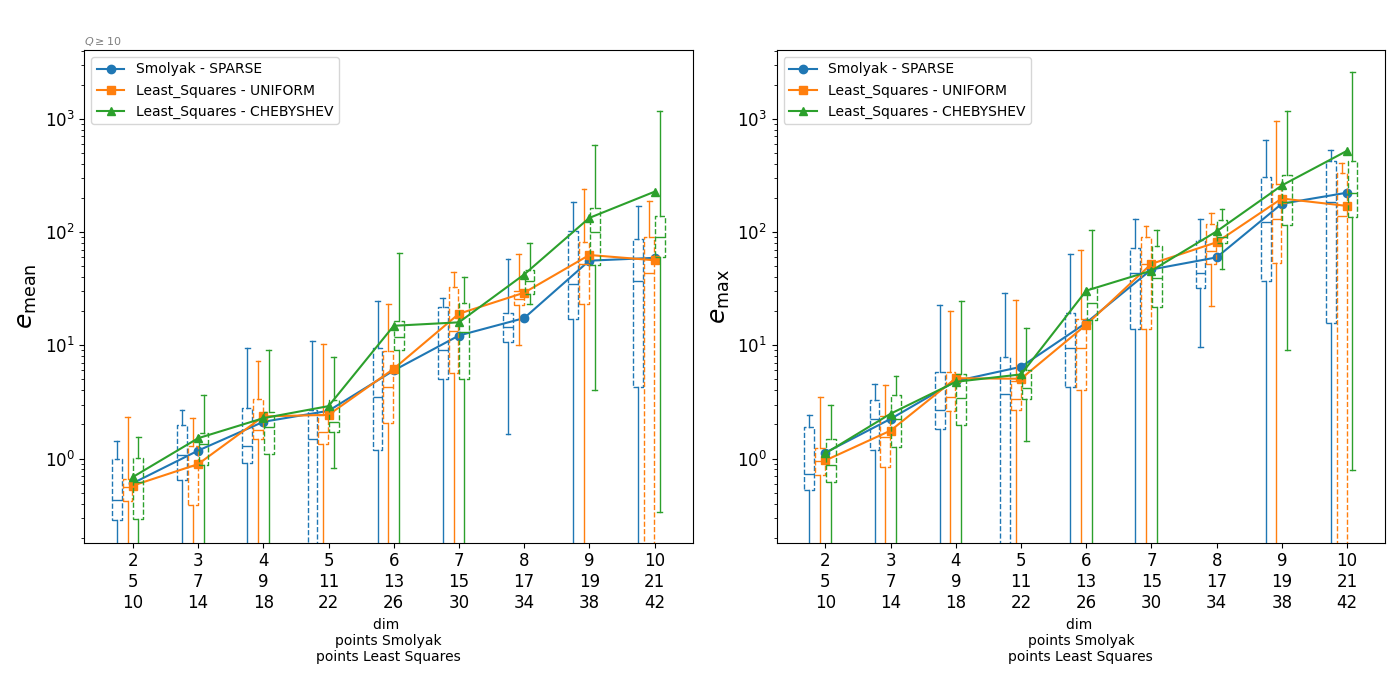 Q ≥ 10
Smolyak - SPARSE
Least_Squares - UNIFORM
Least_Squares - CHEBYSHEV
e_mean
10^3
10^2
10^1
10^0
2 3 4 5 6 7 8 9 10
5 7 9 11 13 15 17 19 21
10 14 18 22 26 30 34 38 42
dim
points Smolyak
points Least Squares
Smolyak - SPARSE
Least_Squares - UNIFORM
Least_Squares - CHEBYSHEV
e_max
10^3
10^2
10^1
10^0
2 3 4 5 6 7 8 9 10
5 7 9 11 13 15 17 19 21
10 14 18 22 26 30 34 38 42
dim
points Smolyak
points Least Squares